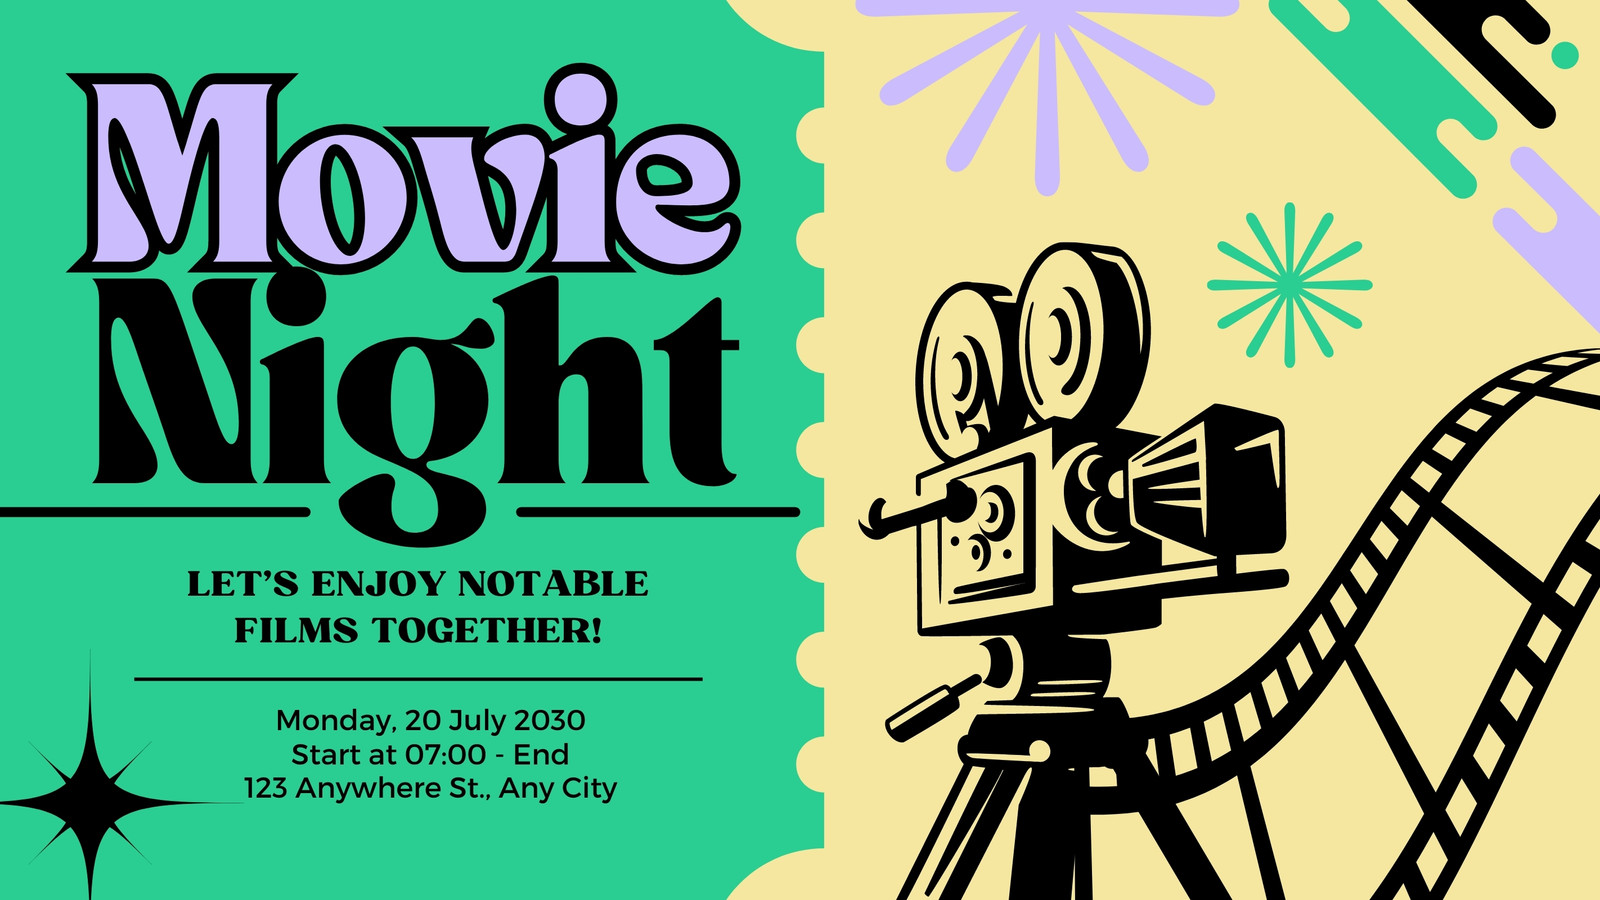 Movie
Night
LET'S ENJOY NOTABLE
FILMS TOGETHER!
Monday, 20 July 2030
Start at 07:00 - End
123 Anywhere St., Any City